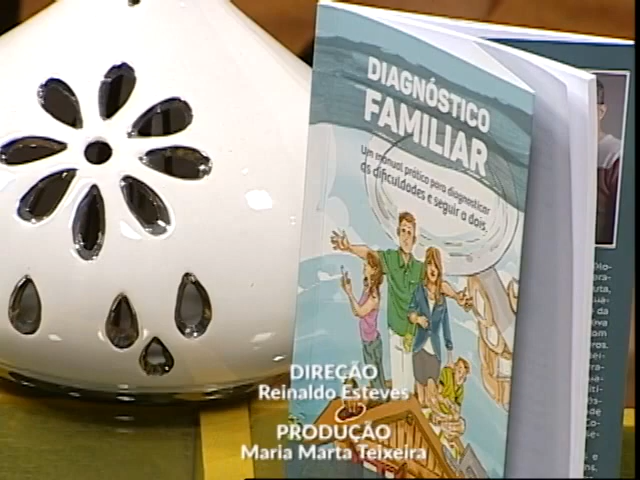 DIAGNÓSTICO
FAMILIAR
Um manual prático para diagnosticar
as dificuldades e seguir a dois.
DIREÇÃO
Reinaldo Esteves
PRODUÇÃO
Maria Marta Teixeira